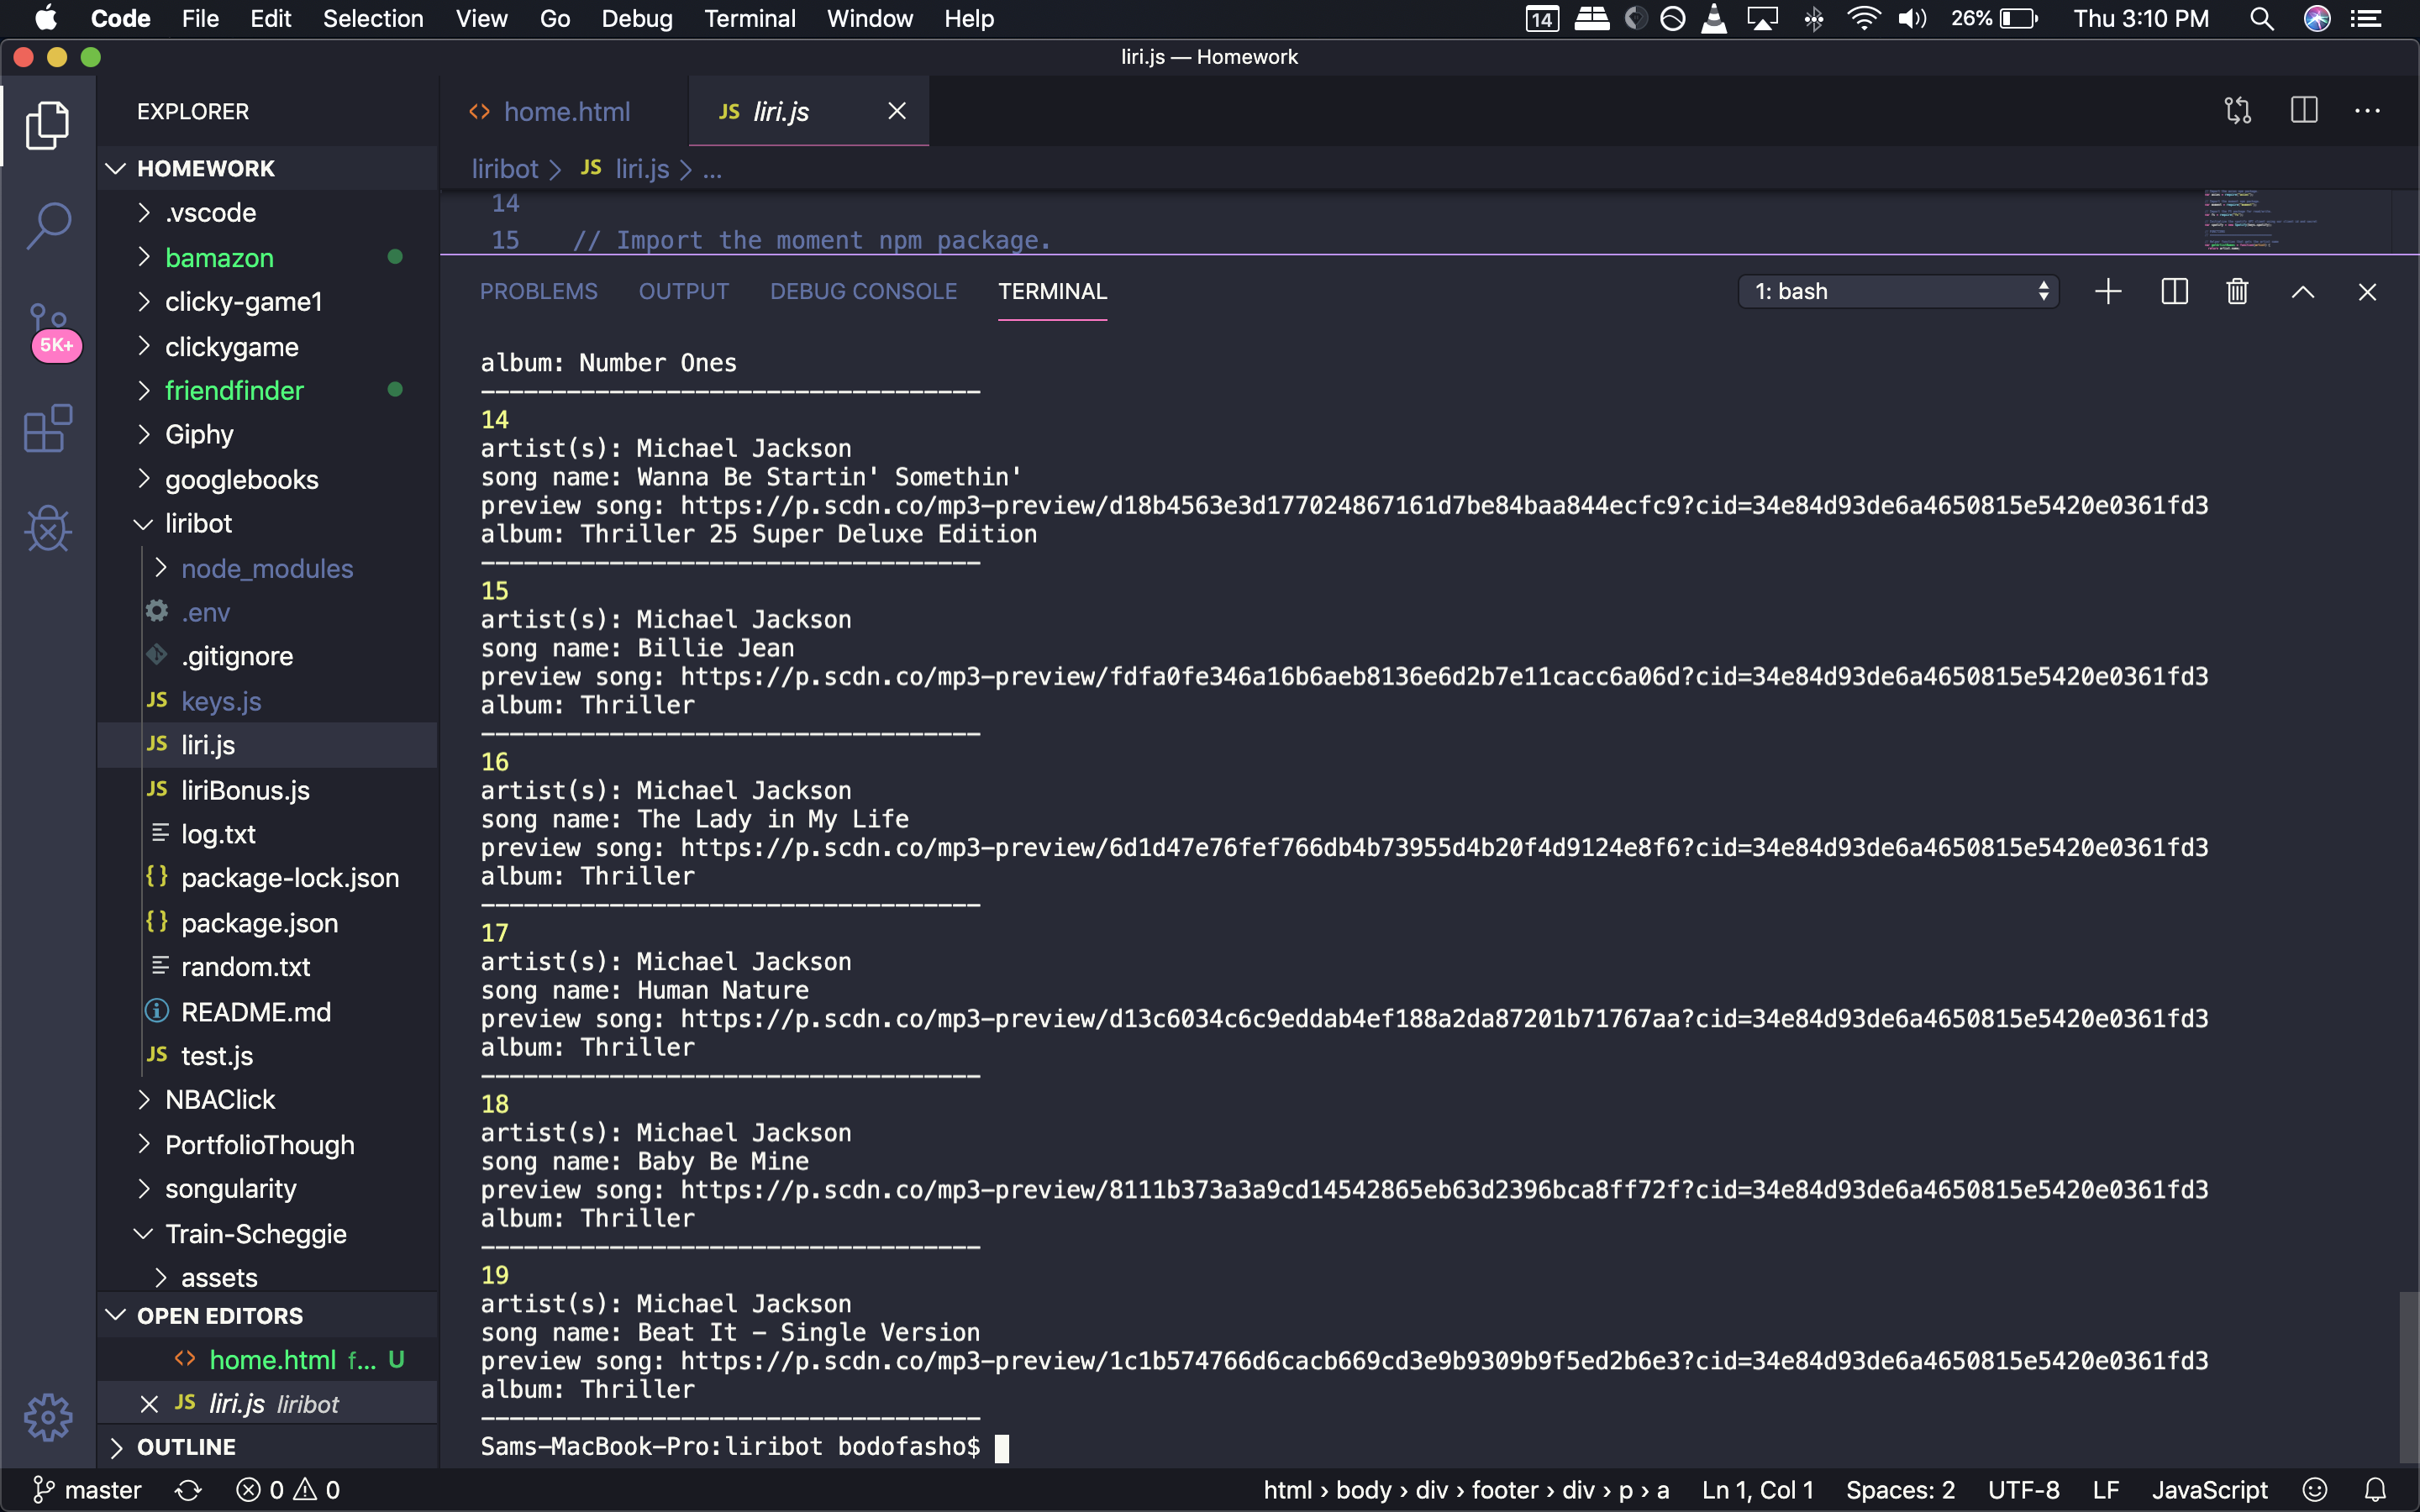 Code File Edit Selection View Go Debug Terminal Window Help 14 26% Thu 3:10 PM
liri.js — Homework
EXPLORER
HOMEWORK
.vscode
bamazon
clicky-game1
clickygame
friendfinder
Giphy
googlebooks
liribot
node_modules
.env
.gitignore
JS keys.js
JS liri.js
JS liriBonus.js
log.txt
{} package-lock.json
{} package.json
random.txt
README.md
JS test.js
NBAClick
PortfolioThough
songularity
Train-Scheggie
assets
OPEN EDITORS
<> home.html f... U
JS liri.js liribot
OUTLINE
5K+
<> home.html JS liri.js
liribot > JS liri.js > ...
14
15 // Import the moment npm package.
PROBLEMS OUTPUT DEBUG CONSOLE TERMINAL 1: bash
album: Number Ones
-----------------------------------
14
artist(s): Michael Jackson
song name: Wanna Be Startin' Somethin'
preview song: https://p.scdn.co/mp3-preview/d18b4563e3d177024867161d7be84baa844ecfc9?cid=34e84d93de6a4650815e5420e0361fd3
album: Thriller 25 Super Deluxe Edition
-----------------------------------
15
artist(s): Michael Jackson
song name: Billie Jean
preview song: https://p.scdn.co/mp3-preview/fdfa0fe346a16b6aeb8136e6d2b7e11cacc6a06d?cid=34e84d93de6a4650815e5420e0361fd3
album: Thriller
-----------------------------------
16
artist(s): Michael Jackson
song name: The Lady in My Life
preview song: https://p.scdn.co/mp3-preview/6d1d47e76fef766db4b73955d4b20f4d9124e8f6?cid=34e84d93de6a4650815e5420e0361fd3
album: Thriller
-----------------------------------
17
artist(s): Michael Jackson
song name: Human Nature
preview song: https://p.scdn.co/mp3-preview/d13c6034c6c9eddab4ef188a2da87201b71767aa?cid=34e84d93de6a4650815e5420e0361fd3
album: Thriller
-----------------------------------
18
artist(s): Michael Jackson
song name: Baby Be Mine
preview song: https://p.scdn.co/mp3-preview/8111b373a3a9cd14542865eb63d2396bca8ff72f?cid=34e84d93de6a4650815e5420e0361fd3
album: Thriller
-----------------------------------
19
artist(s): Michael Jackson
song name: Beat It - Single Version
preview song: https://p.scdn.co/mp3-preview/1c1b574766d6cacb669cd3e9b9309b9f5ed2b6e3?cid=34e84d93de6a4650815e5420e0361fd3
album: Thriller
-----------------------------------
Sams-MacBook-Pro:liribot bodofasho$
master 0 0 html › body › div › footer › div › p › a Ln 1, Col 1 Spaces: 2 UTF-8 LF JavaScript